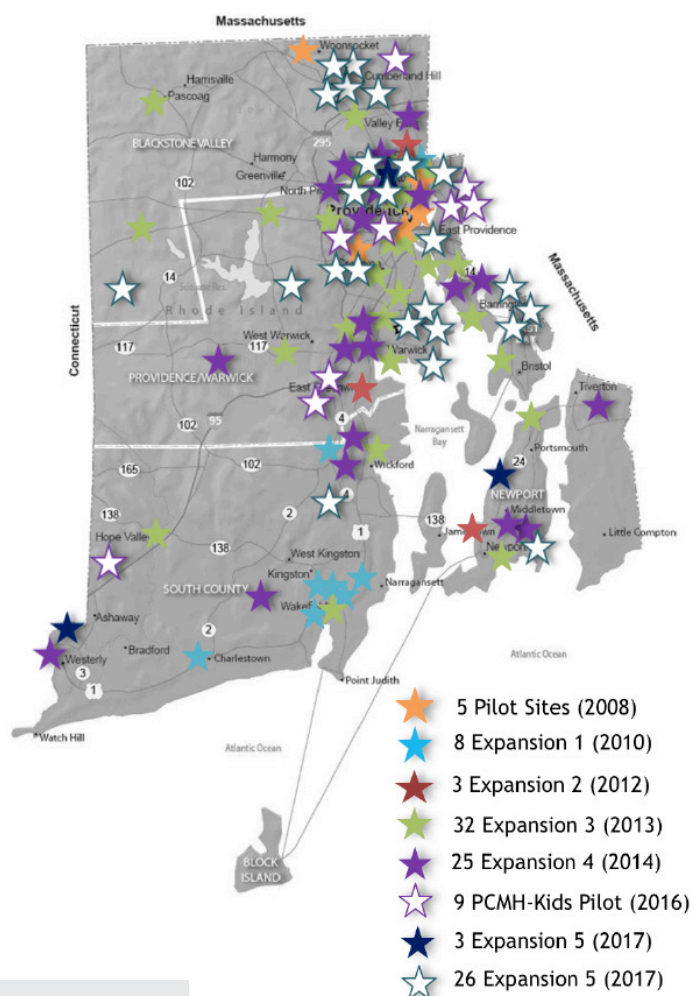 Massachusetts
Woonsocket
Cumberland Hill
Harrisville
Pascoag
Valley
BLACKSTONE VALLEY
295
Harmony
Greenville
102
North
Providence
East Providence
14
14
Rhode Island
Massachusetts
Connecticut
West Warwick
117
117
Warwick
Bristol
PROVIDENCE/WARWICK
East
Tiverton
95
4
102
Narragansett
Bay
Portsmouth
165
102
Wickford
24
NEWPORT
4
138
2
1
138
Middletown
Hope Valley
138
Newport
Little Compton
West Kingston
Kingston
Narragansett
SOUTH COUNTY
Ashaway
2
Bradford
Westerly
Charlestown
3
1
Point Judith
Atlantic Ocean
Watch Hill
Atlantic Ocean
BLOCK
ISLAND
5 Pilot Sites (2008)
8 Expansion 1 (2010)
3 Expansion 2 (2012)
32 Expansion 3 (2013)
25 Expansion 4 (2014)
9 PCMH-Kids Pilot (2016)
3 Expansion 5 (2017)
26 Expansion 5 (2017)